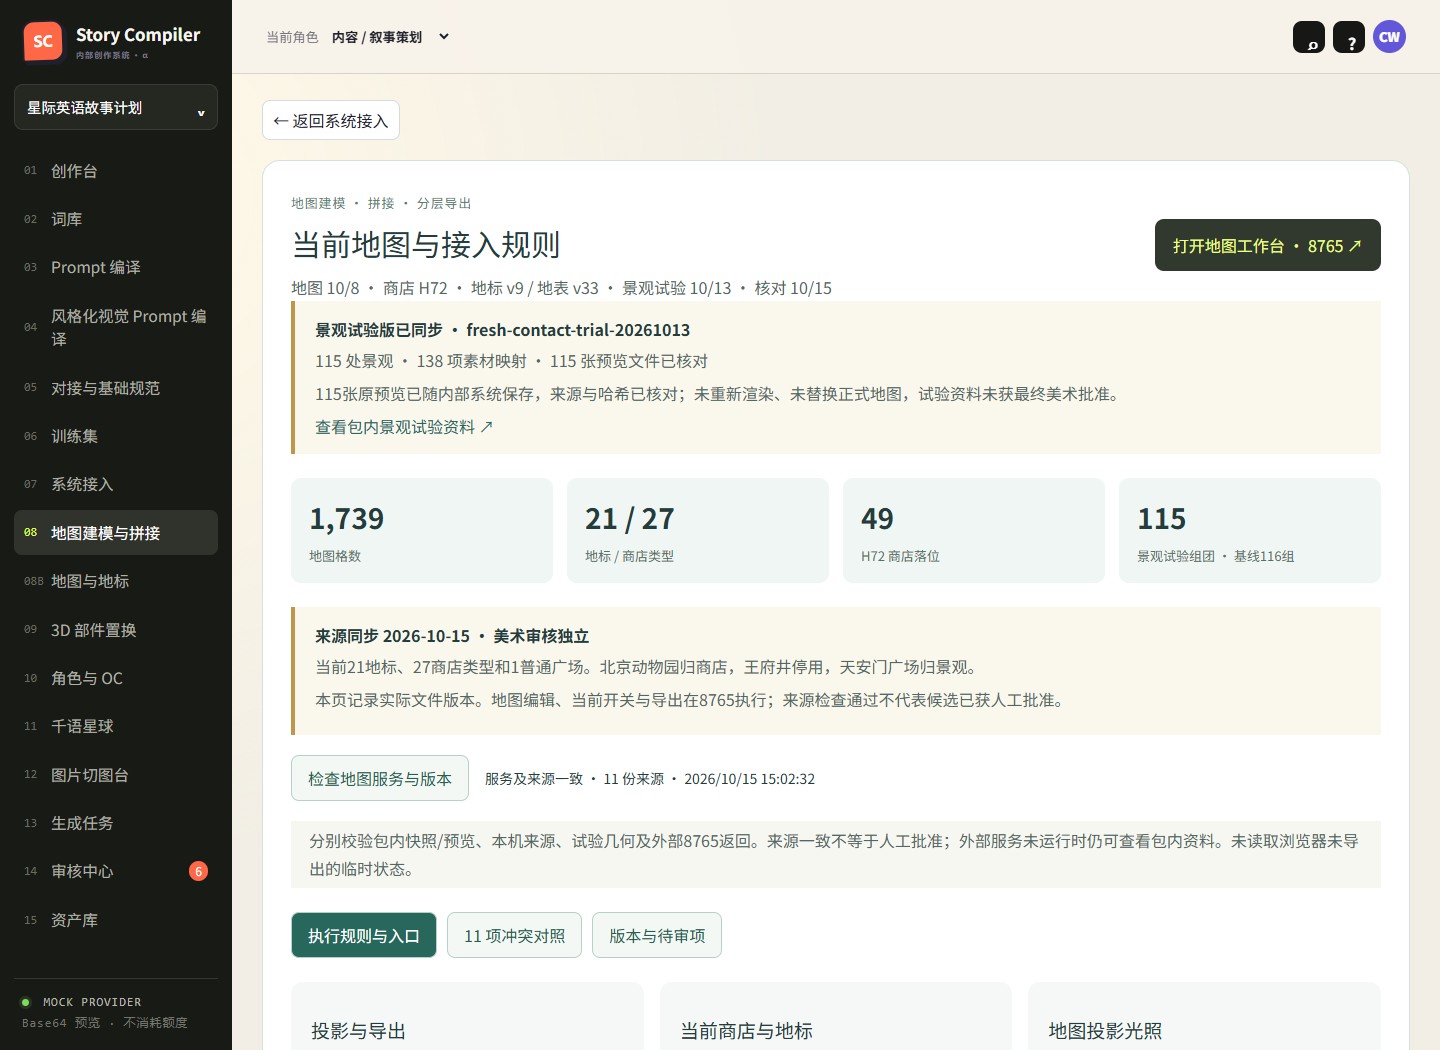 SC
Story Compiler
内部创作系统 · α
星际英语故事计划
01 创作台
02 词库
03 Prompt 编译
04 风格化视觉 Prompt 编
译
05 对接与基础规范
06 训练集
07 系统接入
08 地图建模与拼接
08B 地图与地标
09 3D 部件置换
10 角色与 OC
11 千语星球
12 图片切图台
13 生成任务
14 审核中心 6
15 资产库
MOCK PROVIDER
Base64 预览 · 不消耗额度
当前角色 内容 / 叙事策划
⌕ ? CW
← 返回系统接入
地图建模 · 拼接 · 分层导出
当前地图与接入规则
打开地图工作台 · 8765 ↗
地图 10/8 · 商店 H72 · 地标 v9 / 地表 v33 · 景观试验 10/13 · 核对 10/15
景观试验版已同步 · fresh-contact-trial-20261013
115 处景观 · 138 项素材映射 · 115 张预览文件已核对
115张原预览已随内部系统保存，来源与哈希已核对；未重新渲染、未替换正式地图，试验资料未获最终美术批准。
查看包内景观试验资料 ↗
1,739
地图格数
21 / 27
地标 / 商店类型
49
H72 商店落位
115
景观试验组团 · 基线116组
来源同步 2026-10-15 · 美术审核独立
当前21地标、27商店类型和1普通广场。北京动物园归商店，王府井停用，天安门广场归景观。
本页记录实际文件版本。地图编辑、当前开关与导出在8765执行；来源检查通过不代表候选已获人工批准。
检查地图服务与版本
服务及来源一致 · 11 份来源 · 2026/10/15 15:02:32
分别校验包内快照/预览、本机来源、试验几何及外部8765返回。来源一致不等于人工批准；外部服务未运行时仍可查看包内资料。未读取浏览器未导
出的临时状态。
执行规则与入口
11 项冲突对照
版本与待审项
投影与导出
当前商店与地标
地图投影光照